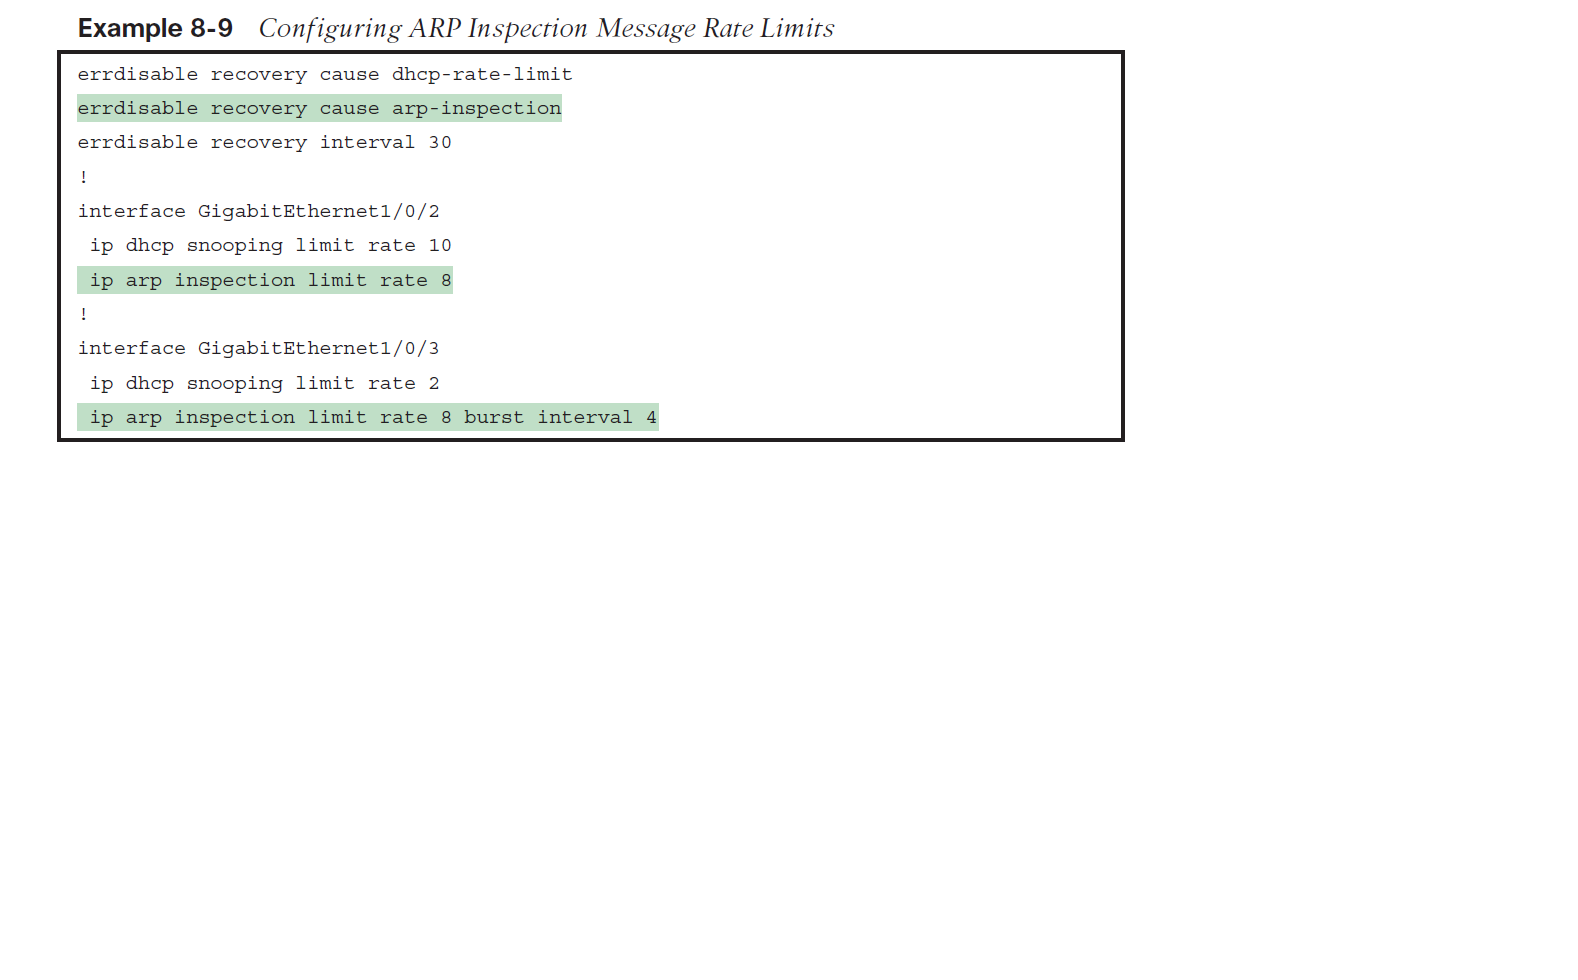 Example 8-9 Configuring ARP Inspection Message Rate Limits
errdisable recovery cause dhcp-rate-limit
errdisable recovery cause arp-inspection
errdisable recovery interval 30
!
interface GigabitEthernet1/0/2
 ip dhcp snooping limit rate 10
 ip arp inspection limit rate 8
!
interface GigabitEthernet1/0/3
 ip dhcp snooping limit rate 2
 ip arp inspection limit rate 8 burst interval 4